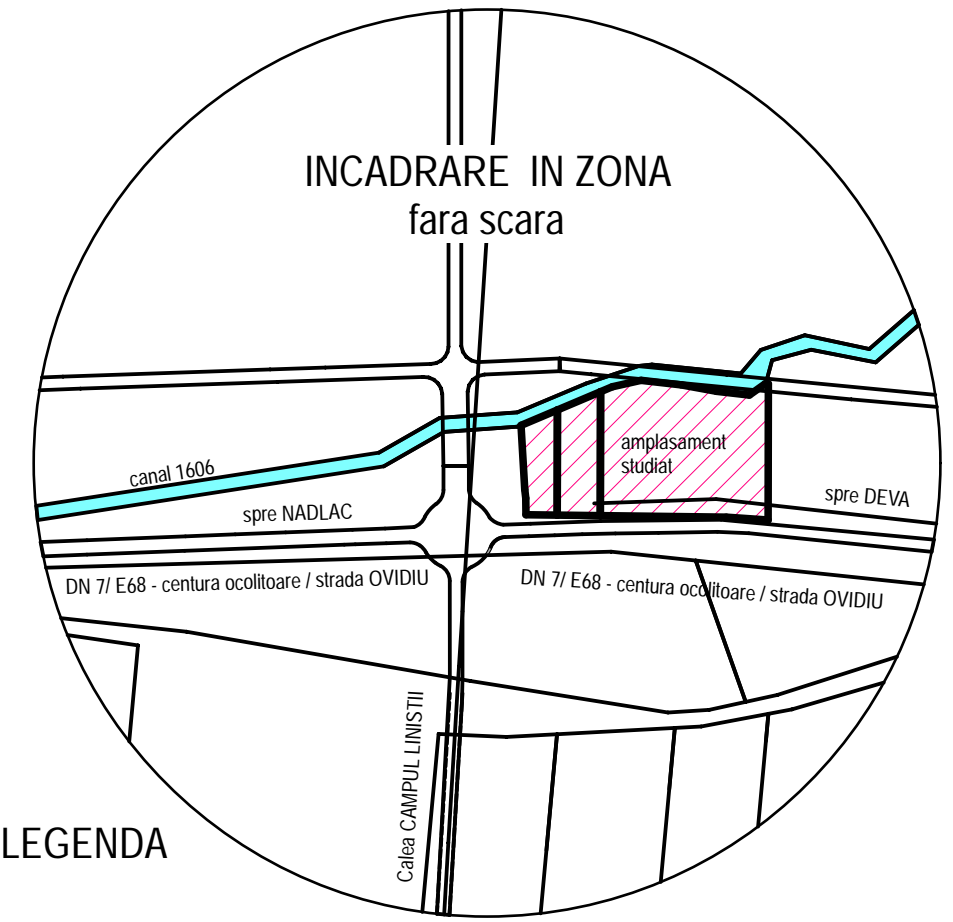 INCADRARE IN ZONA
fara scara
amplasament
studiat
canal 1606
spre NADLAC
spre DEVA
DN 7/ E68 - centura ocolitoare / strada OVIDIU
DN 7/ E68 - centura ocolitoare / strada OVIDIU
Calea CAMPUL LINISTII
LEGENDA